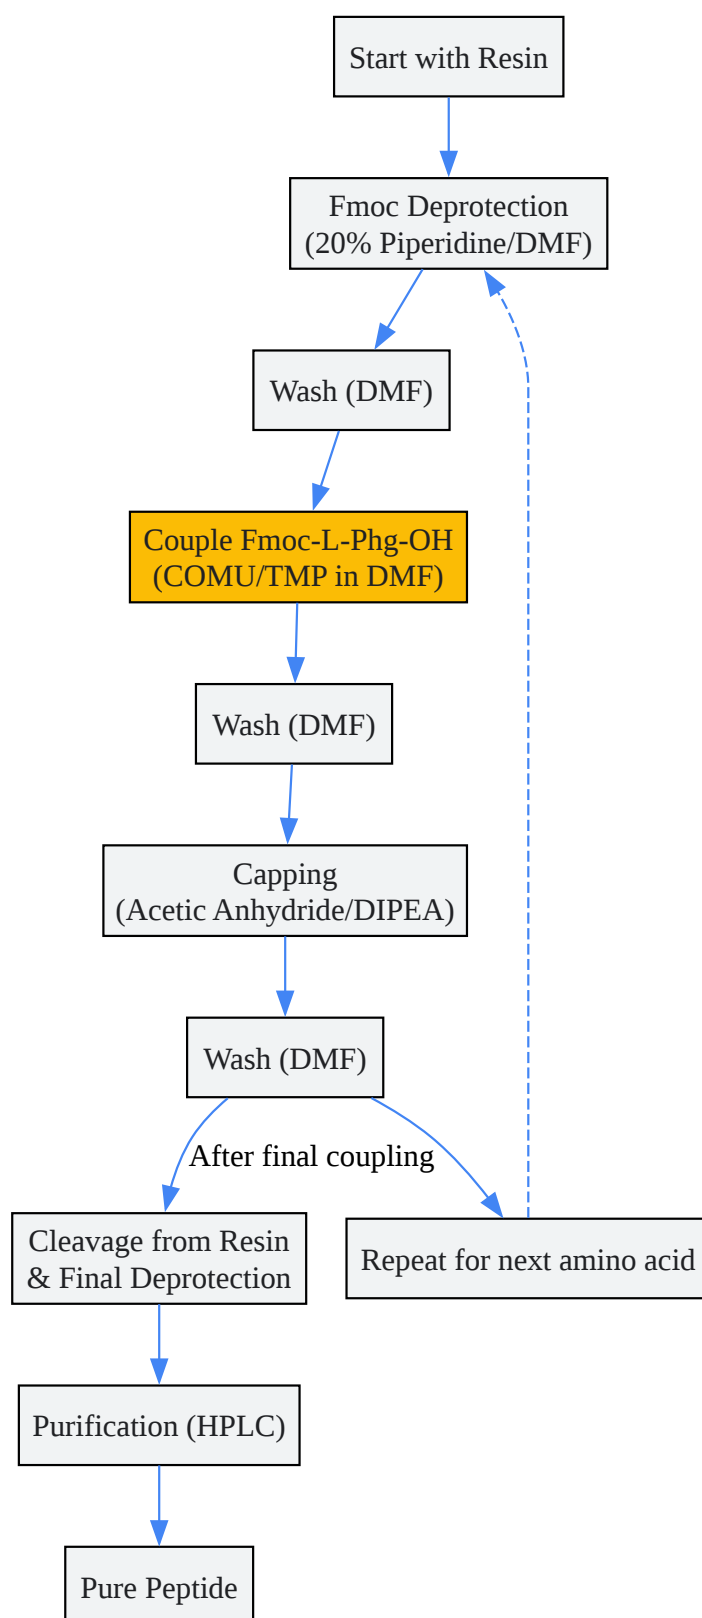 Start with Resin
Fmoc Deprotection
(20% Piperidine/DMF)
Wash (DMF)
Couple Fmoc-L-Phg-OH
(COMU/TMP in DMF)
Wash (DMF)
Capping
(Acetic Anhydride/DIPEA)
Wash (DMF)
After final coupling
Cleavage from Resin
& Final Deprotection
Repeat for next amino acid
Purification (HPLC)
Pure Peptide